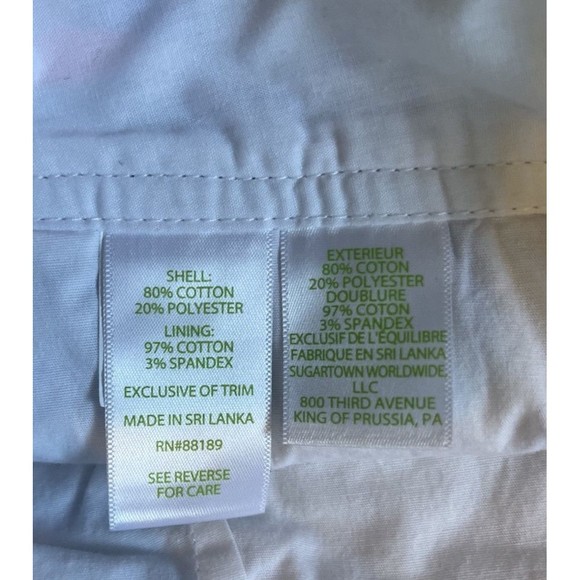 SHELL:
80% COTTON
20% POLYESTER
LINING:
97% COTTON
3% SPANDEX
EXCLUSIVE OF TRIM
MADE IN SRI LANKA
RN#88189
SEE REVERSE
FOR CARE
EXTERIEUR
80% COTON
20% POLYESTER
DOUBLURE
97% COTON
3% SPANDEX
EXCLUSIF DE L'ÉQUILIBRE
FABRIQUE EN SRI LANKA
SUGARTOWN WORLDWIDE,
LLC
800 THIRD AVENUE
KING OF PRUSSIA, PA